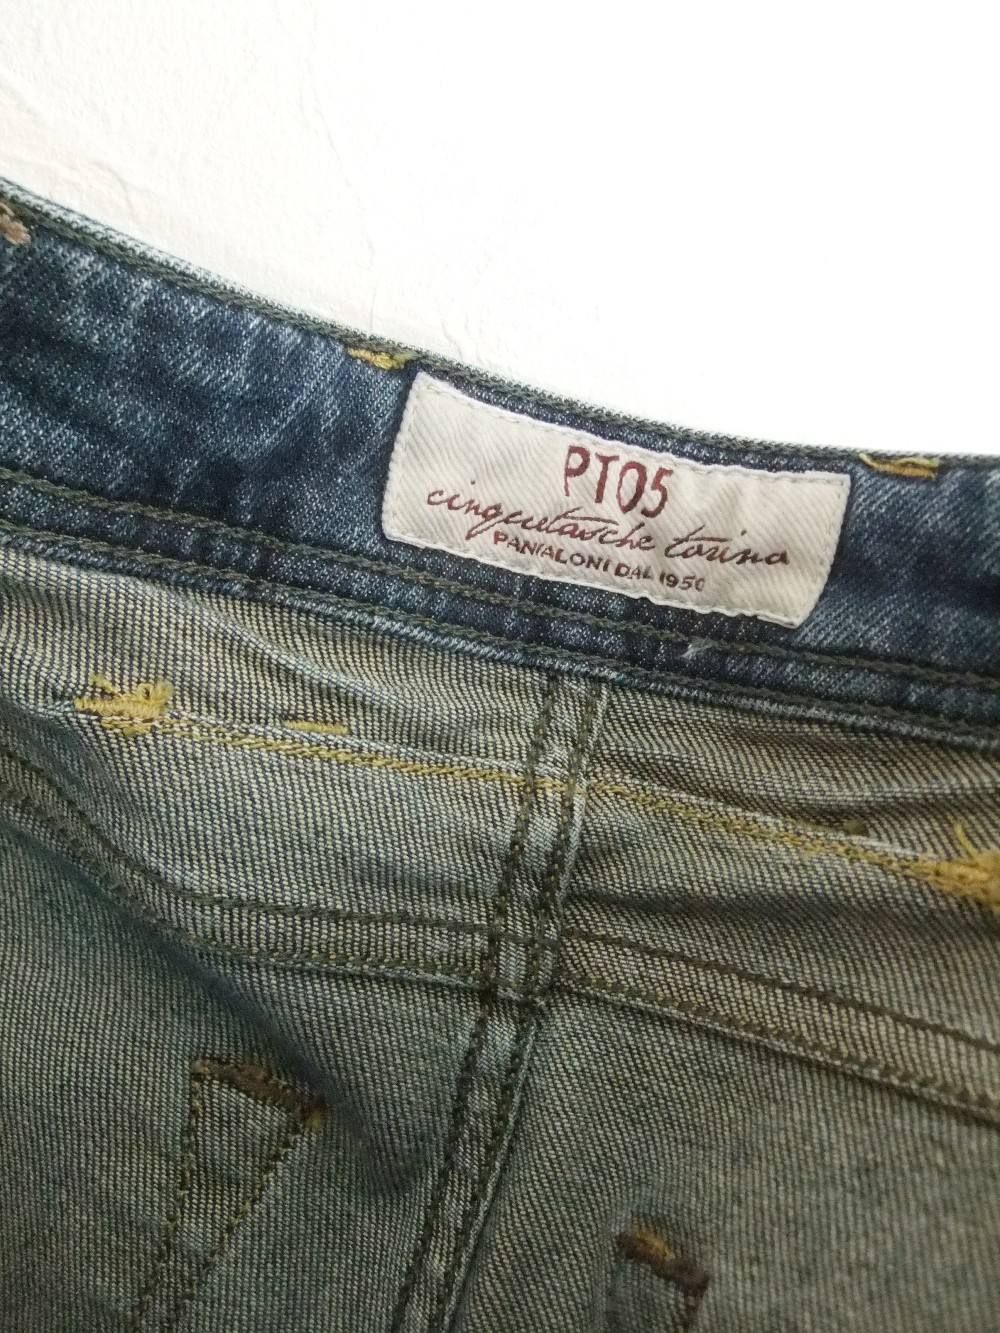 PT05
cinquetasche torino
PANTALONI DAL 1950